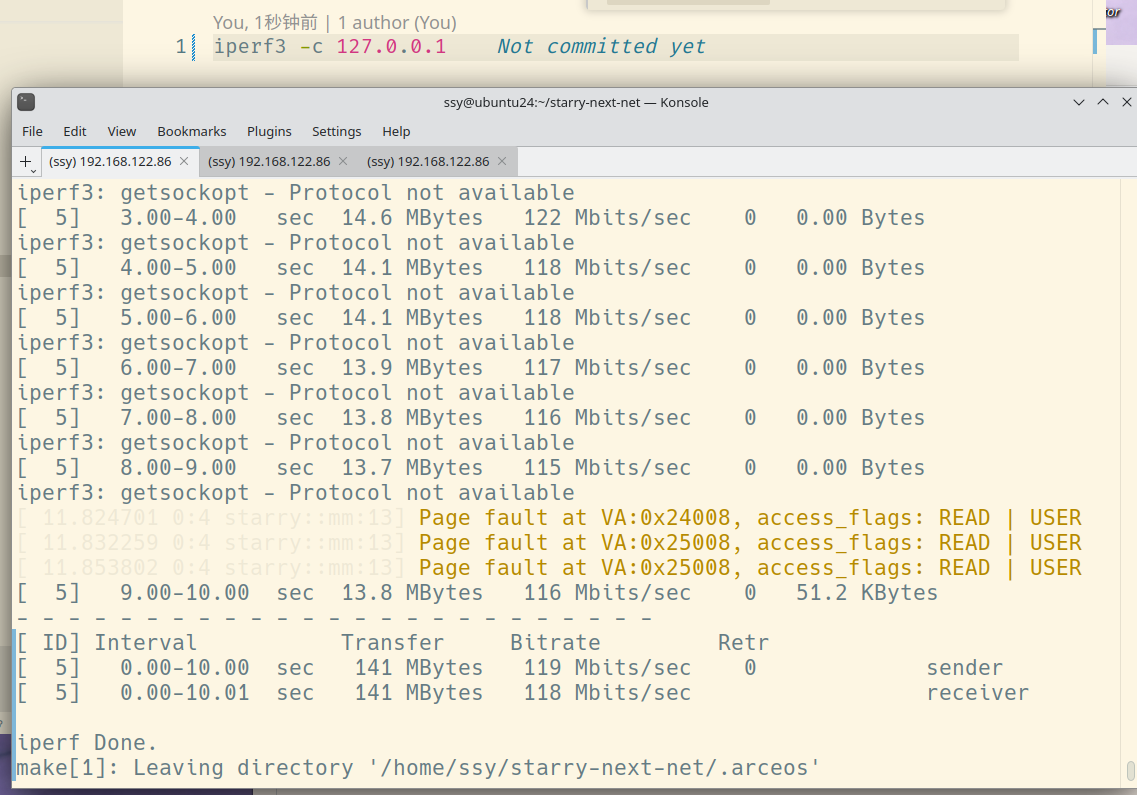 tor
You, 1秒钟前 | 1 author (You)
1 iperf3 -c 127.0.0.1 Not committed yet
ssy@ubuntu24:~/starry-next-net — Konsole
File Edit View Bookmarks Plugins Settings Help
(ssy) 192.168.122.86 (ssy) 192.168.122.86 (ssy) 192.168.122.86
iperf3: getsockopt - Protocol not available
[ 5] 3.00-4.00 sec 14.6 MBytes 122 Mbits/sec 0 0.00 Bytes
iperf3: getsockopt - Protocol not available
[ 5] 4.00-5.00 sec 14.1 MBytes 118 Mbits/sec 0 0.00 Bytes
iperf3: getsockopt - Protocol not available
[ 5] 5.00-6.00 sec 14.1 MBytes 118 Mbits/sec 0 0.00 Bytes
iperf3: getsockopt - Protocol not available
[ 5] 6.00-7.00 sec 13.9 MBytes 117 Mbits/sec 0 0.00 Bytes
iperf3: getsockopt - Protocol not available
[ 5] 7.00-8.00 sec 13.8 MBytes 116 Mbits/sec 0 0.00 Bytes
iperf3: getsockopt - Protocol not available
[ 5] 8.00-9.00 sec 13.7 MBytes 115 Mbits/sec 0 0.00 Bytes
iperf3: getsockopt - Protocol not available
[ 11.824701 0:4 starry::mm:13] Page fault at VA:0x24008, access_flags: READ | USER
[ 11.832259 0:4 starry::mm:13] Page fault at VA:0x25008, access_flags: READ | USER
[ 11.853802 0:4 starry::mm:13] Page fault at VA:0x25008, access_flags: READ | USER
[ 5] 9.00-10.00 sec 13.8 MBytes 116 Mbits/sec 0 51.2 KBytes
- - - - - - - - - - - - - - - - - - - - - - - - -
[ ID] Interval Transfer Bitrate Retr
[ 5] 0.00-10.00 sec 141 MBytes 119 Mbits/sec 0 sender
[ 5] 0.00-10.01 sec 141 MBytes 118 Mbits/sec receiver
iperf Done.
make[1]: Leaving directory '/home/ssy/starry-next-net/.arceos'